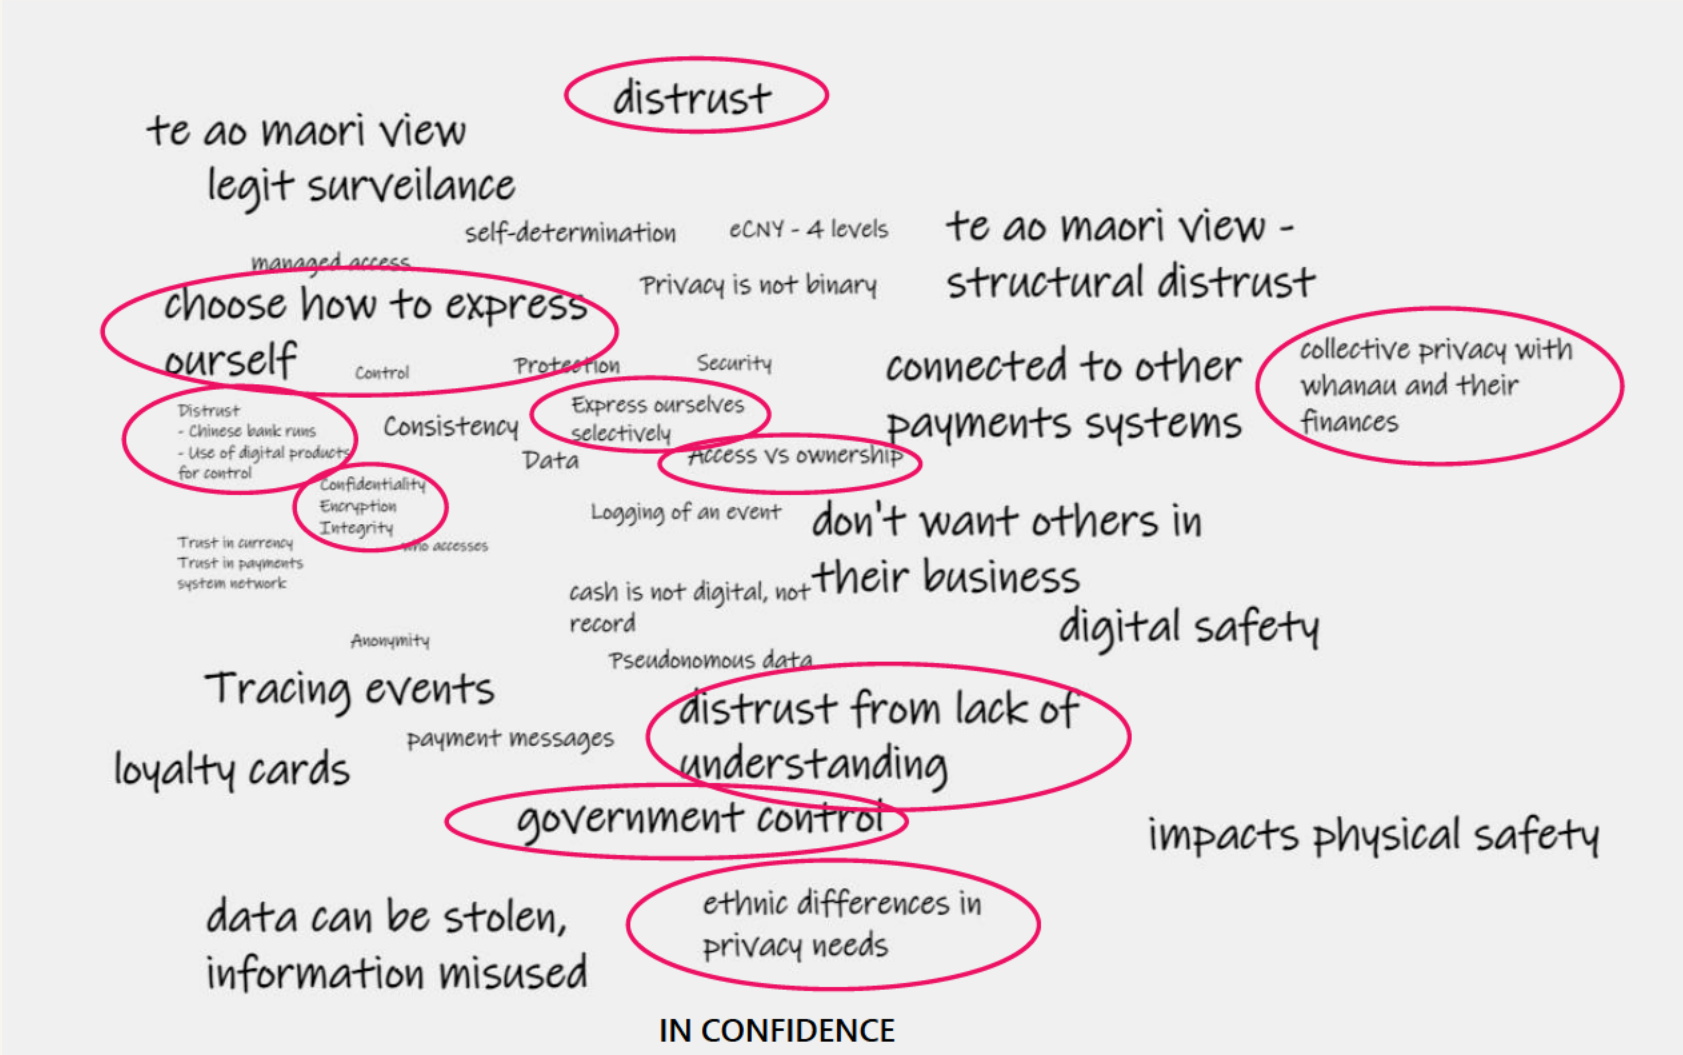 distrust
te ao maori view
legit surveilance
self-determination
eCNY - 4 levels
te ao maori view -
structural distrust
managed access
Privacy is not binary
choose how to express
ourself
Control
Protection
Security
connected to other
payments systems
collective privacy with
whanau and their
finances
Distrust
- Chinese bank runs
- Use of digital products
for control
Consistency
Express ourselves
selectively
Data
Access vs ownership
Confidentiality
Encryption
Integrity
who accesses
Logging of an event
don't want others in
their business
Trust in currency
Trust in payments
system network
cash is not digital, not
record
digital safety
Anonymity
Pseudonomous data
Tracing events
distrust from lack of
understanding
payment messages
loyalty cards
government control
impacts physical safety
data can be stolen,
information misused
ethnic differences in
privacy needs
IN CONFIDENCE